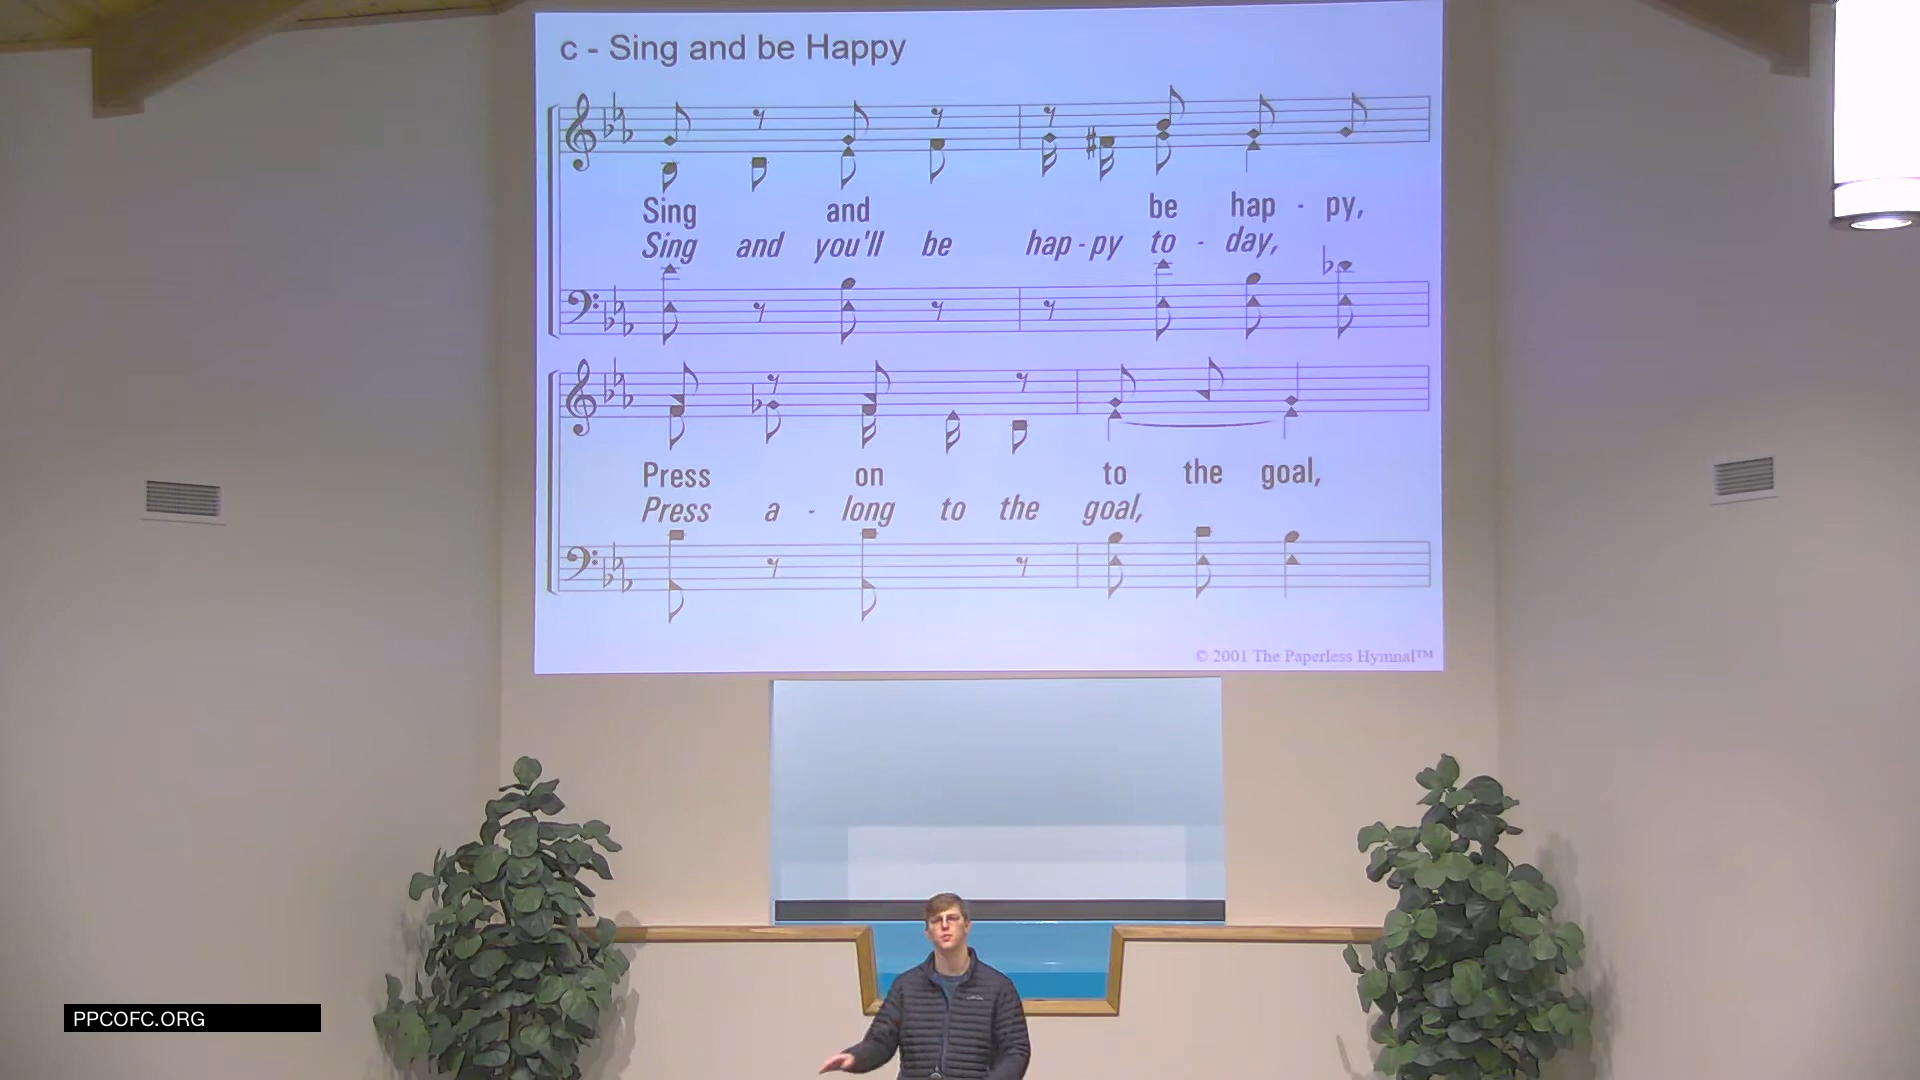 c - Sing and be Happy
Sing and be hap - py,
Sing and you'll be hap - py to - day,
Press on to the goal,
Press a - long to the goal,
© 2001 The Paperless Hymnal™
PPCOFC.ORG